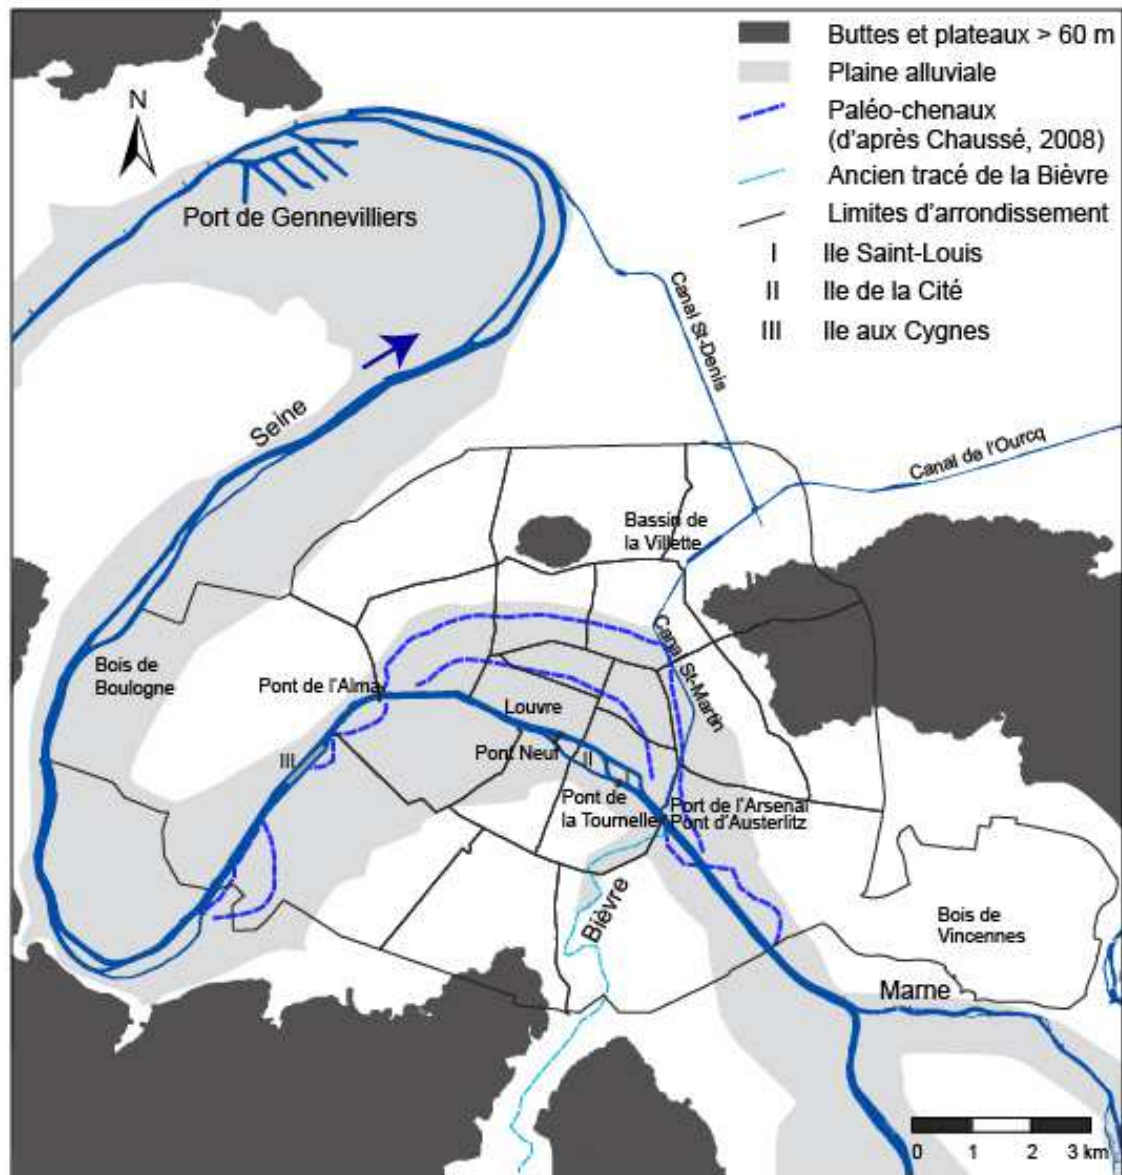 Buttes et plateaux > 60 m
Plaine alluviale
Paléo-chenaux
(d'après Chaussé, 2008)
Ancien tracé de la Bièvre
Limites d'arrondissement
I Ile Saint-Louis
II Ile de la Cité
III Ile aux Cygnes
N
Port de Gennevilliers
Canal St-Denis
Seine
Canal de l'Ourcq
Bassin de
la Villette
Canal St-Martin
Bois de
Boulogne
Pont de l'Alma
Louvre
III
Pont Neuf
II
I
Pont de
la Tournelle
Port de l'Arsenal
Pont d'Austerlitz
Bièvre
Bois de
Vincennes
Marne
0 1 2 3 km